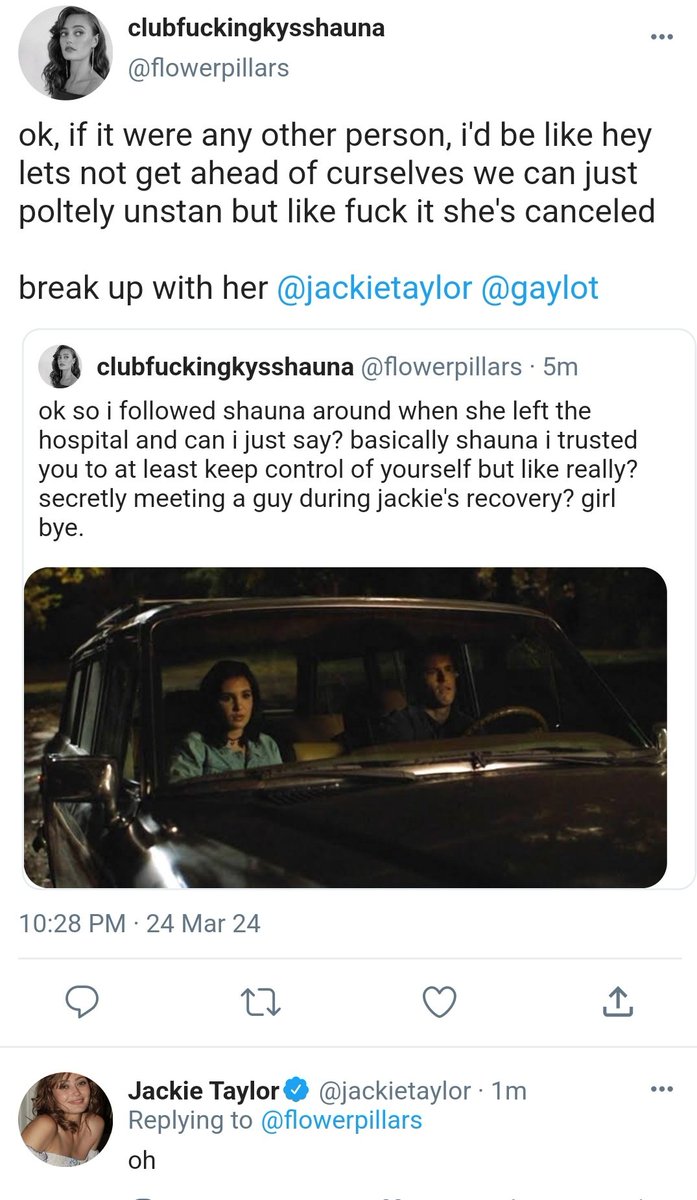 clubfuckingkysshauna
@flowerpillars
ok, if it were any other person, i'd be like hey
lets not get ahead of curselves we can just
poltely unstan but like fuck it she's canceled
break up with her @jackietaylor @gaylot
clubfuckingkysshauna @flowerpillars · 5m
ok so i followed shauna around when she left the
hospital and can i just say? basically shauna i trusted
you to at least keep control of yourself but like really?
secretly meeting a guy during jackie's recovery? girl
bye.
10:28 PM · 24 Mar 24
Jackie Taylor @jackietaylor · 1m
Replying to @flowerpillars
oh